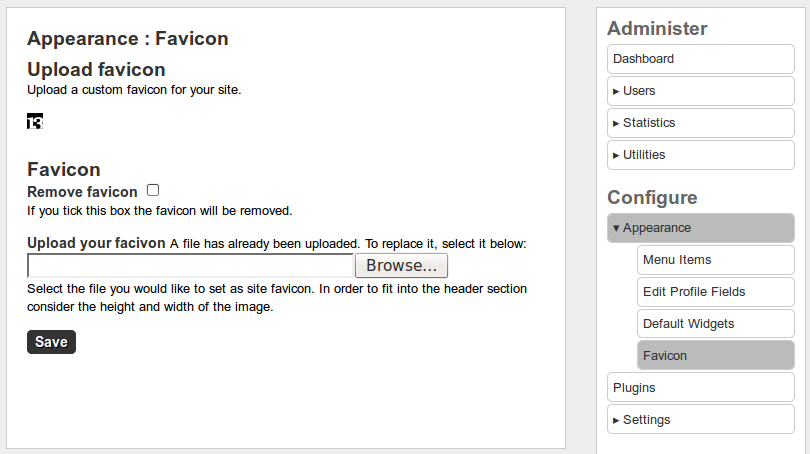 Appearance : Favicon
Upload favicon
Upload a custom favicon for your site.
T3
Favicon
Remove favicon
If you tick this box the favicon will be removed.
Upload your facivon A file has already been uploaded. To replace it, select it below:
Browse...
Select the file you would like to set as site favicon. In order to fit into the header section
consider the height and width of the image.
Save
Administer
Dashboard
▸ Users
▸ Statistics
▸ Utilities
Configure
▾ Appearance
Menu Items
Edit Profile Fields
Default Widgets
Favicon
Plugins
▸ Settings